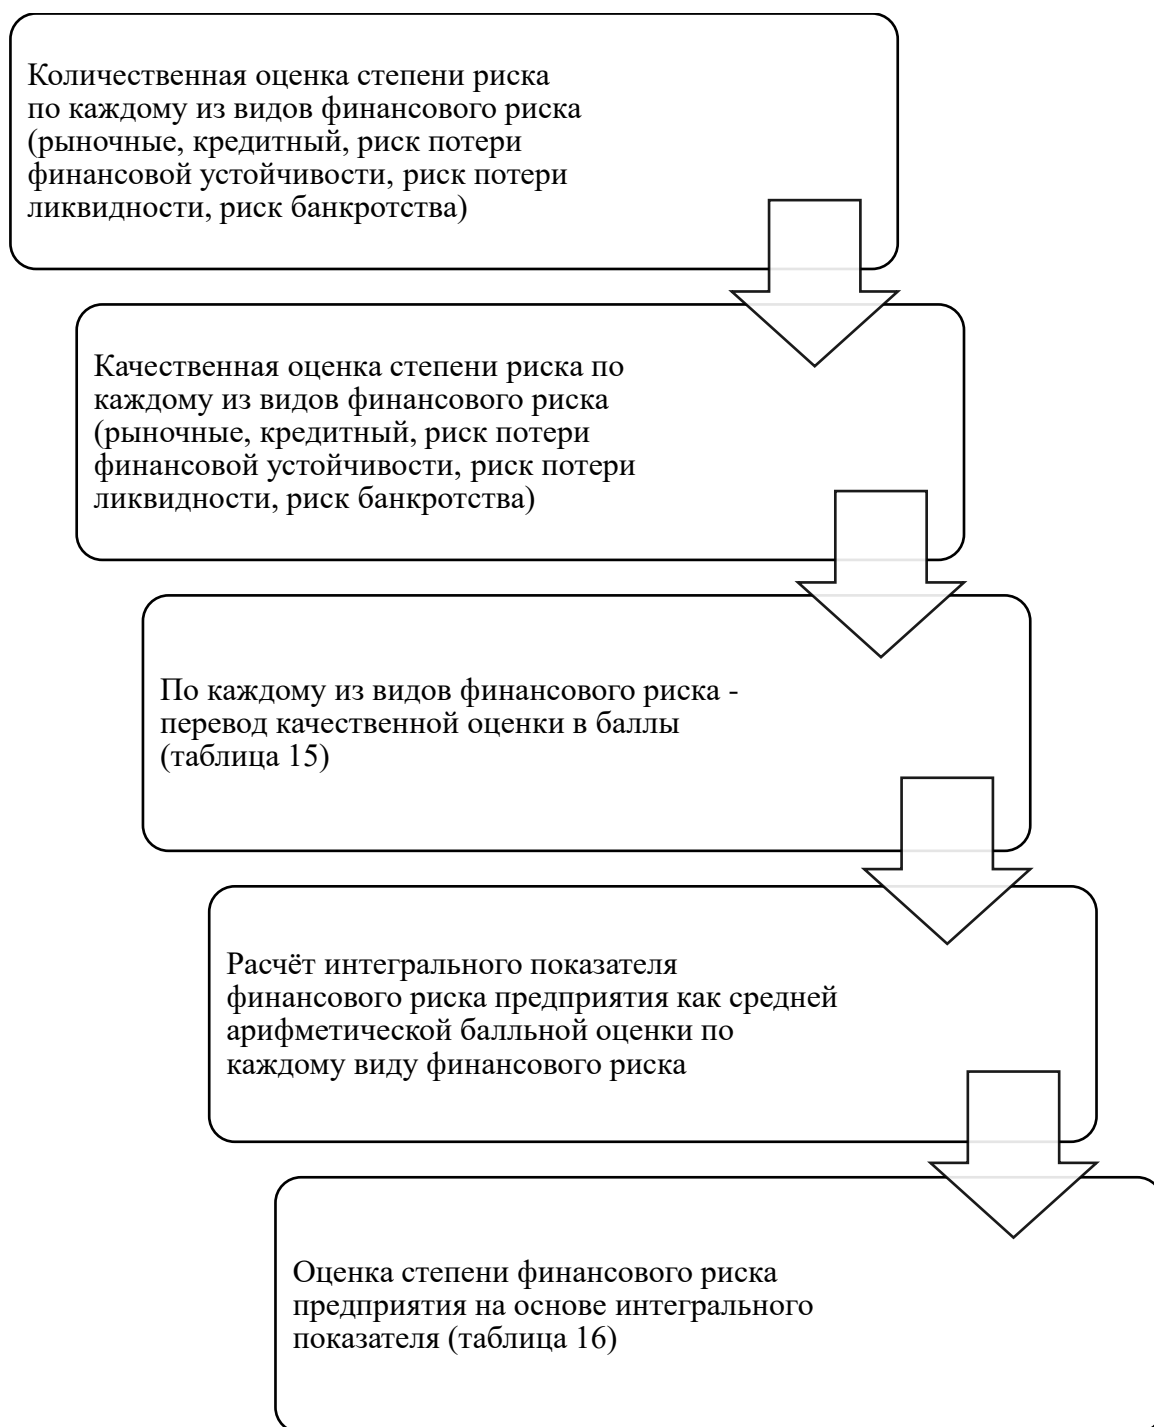 Количественная оценка степени риска
по каждому из видов финансового риска
(рыночные, кредитный, риск потери
финансовой устойчивости, риск потери
ликвидности, риск банкротства)
Качественная оценка степени риска по
каждому из видов финансового риска
(рыночные, кредитный, риск потери
финансовой устойчивости, риск потери
ликвидности, риск банкротства)
По каждому из видов финансового риска -
перевод качественной оценки в баллы
(таблица 15)
Расчёт интегрального показателя
финансового риска предприятия как средней
арифметической балльной оценки по
каждому виду финансового риска
Оценка степени финансового риска
предприятия на основе интегрального
показателя (таблица 16)